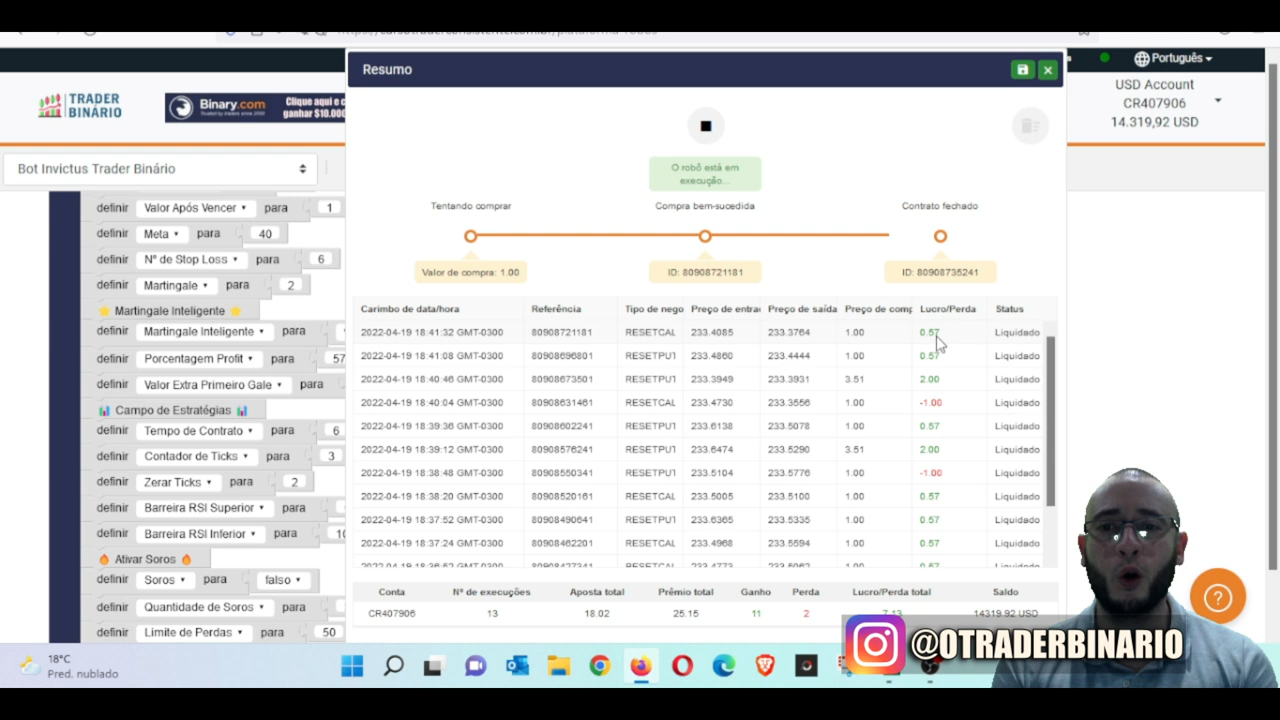 Resumo
Português
TRADER
BINÁRIO
Binary.com
Clique aqui e c
ganhar $10.000
USD Account
CR407906
14.319,92 USD
Bot Invictus Trader Binário
O robô está em
execução...
Tentando comprar
Compra bem-sucedida
Contrato fechado
Valor de compra: 1.00
ID: 80908721181
ID: 80908735241
definir Valor Após Vencer para 1
definir Meta para 40
definir Nº de Stop Loss para 6
definir Martingale para 2
Martingale Inteligente
definir Martingale Inteligente para
definir Porcentagem Profit para 57
definir Valor Extra Primeiro Gale para
Campo de Estratégias
definir Tempo de Contrato para 6
definir Contador de Ticks para 3
definir Zerar Ticks para 2
definir Barreira RSI Superior para
definir Barreira RSI Inferior para 10
Ativar Soros
definir Soros para falso
definir Quantidade de Soros para
definir Limite de Perdas para 50
Carimbo de data/hora Referência Tipo de nego Preço de entra Preço de saída Preço de comp Lucro/Perda Status
2022-04-19 18:41:32 GMT-0300 80908721181 RESETCAL 233.4085 233.3764 1.00 0.57 Liquidado
2022-04-19 18:41:08 GMT-0300 80908696801 RESETPUT 233.4860 233.4444 1.00 0.57 Liquidado
2022-04-19 18:40:46 GMT-0300 80908673501 RESETPUT 233.3949 233.3931 3.51 2.00 Liquidado
2022-04-19 18:40:04 GMT-0300 80908631461 RESETCAL 233.4730 233.3556 1.00 -1.00 Liquidado
2022-04-19 18:39:36 GMT-0300 80908602241 RESETPUT 233.6138 233.5078 1.00 0.57 Liquidado
2022-04-19 18:39:12 GMT-0300 80908576241 RESETPUT 233.6474 233.5290 3.51 2.00 Liquidado
2022-04-19 18:38:48 GMT-0300 80908550341 RESETPUT 233.5104 233.5776 1.00 -1.00 Liquidado
2022-04-19 18:38:20 GMT-0300 80908520161 RESETCAL 233.5005 233.5100 1.00 0.57 Liquidado
2022-04-19 18:37:52 GMT-0300 80908490641 RESETPUT 233.6365 233.5335 1.00 0.57 Liquidado
2022-04-19 18:37:24 GMT-0300 80908462201 RESETCAL 233.4968 233.5594 1.00 0.57 Liquidado
Conta Nº de execuções Aposta total Prêmio total Ganho Perda Lucro/Perda total Saldo
CR407906 13 18.02 25.15 11 2 7.13 14319.92 USD
@OTRADERBINARIO
18°C
Pred. nublado